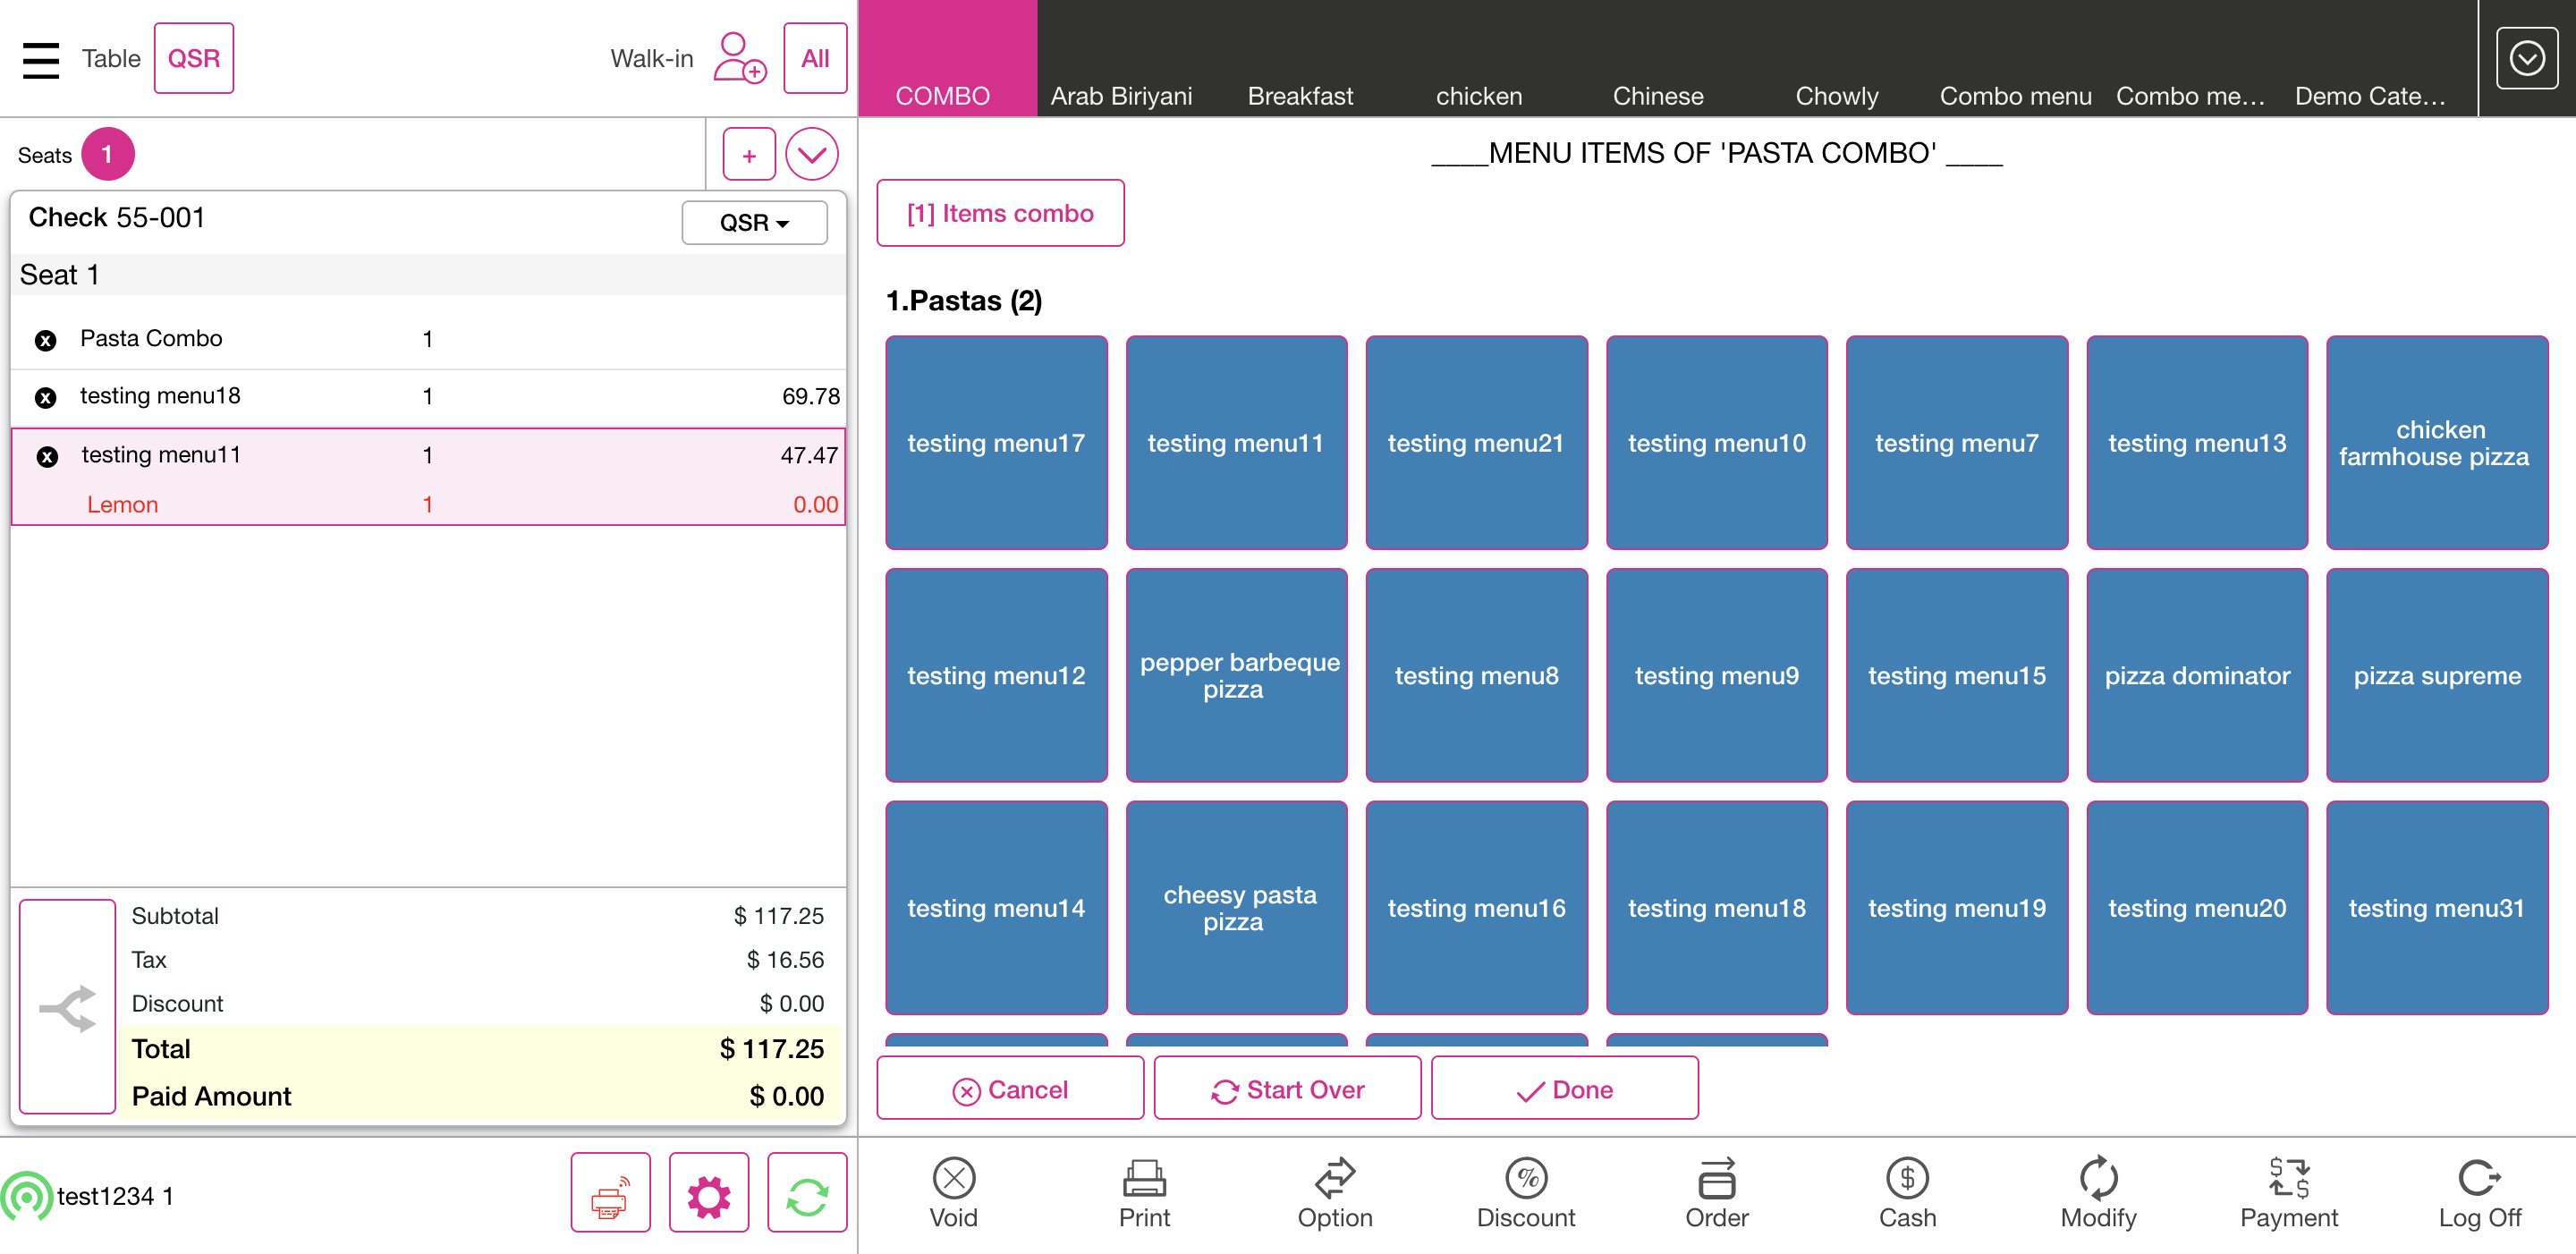 Table QSR Walk-in All
COMBO Arab Biriyani Breakfast chicken Chinese Chowly Combo menu Combo me... Demo Cate...
Seats 1 +
Check 55-001 QSR
Seat 1
x Pasta Combo 1
x testing menu18 1 69.78
x testing menu11 1 47.47
Lemon 1 0.00
Subtotal $ 117.25
Tax $ 16.56
Discount $ 0.00
Total $ 117.25
Paid Amount $ 0.00
test1234 1
____MENU ITEMS OF 'PASTA COMBO' ____
[1] Items combo
1.Pastas (2)
testing menu17 testing menu11 testing menu21 testing menu10 testing menu7 testing menu13 chicken
farmhouse pizza
testing menu12 pepper barbeque
pizza testing menu8 testing menu9 testing menu15 pizza dominator pizza supreme
testing menu14 cheesy pasta
pizza testing menu16 testing menu18 testing menu19 testing menu20 testing menu31
Cancel Start Over Done
Void Print Option Discount Order Cash Modify Payment Log Off